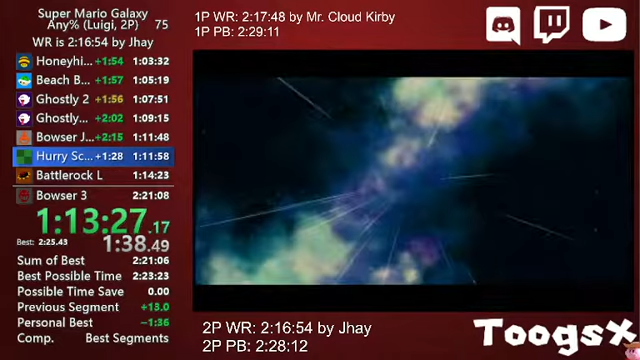 Super Mario Galaxy
Any% (Luigi, 2P) 75
WR is 2:16:54 by Jhay
Honeyhi... +1:54 1:03:32
Beach B... +1:57 1:05:19
Ghostly 2 +1:56 1:07:51
Ghostly... +2:02 1:09:15
Bowser J... +2:15 1:11:48
Hurry Sc... +1:28 1:11:58
Battlerock L 1:14:23
Bowser 3 2:21:08
1:13:27.17
Best: 2:25.43 1:38.49
Sum of Best 2:21:06
Best Possible Time 2:23:23
Possible Time Save 0.00
Previous Segment +13.0
Personal Best −1:36
Comp. Best Segments
1P WR: 2:17:48 by Mr. Cloud Kirby
1P PB: 2:29:11
2P WR: 2:16:54 by Jhay
2P PB: 2:28:12
ToogsX